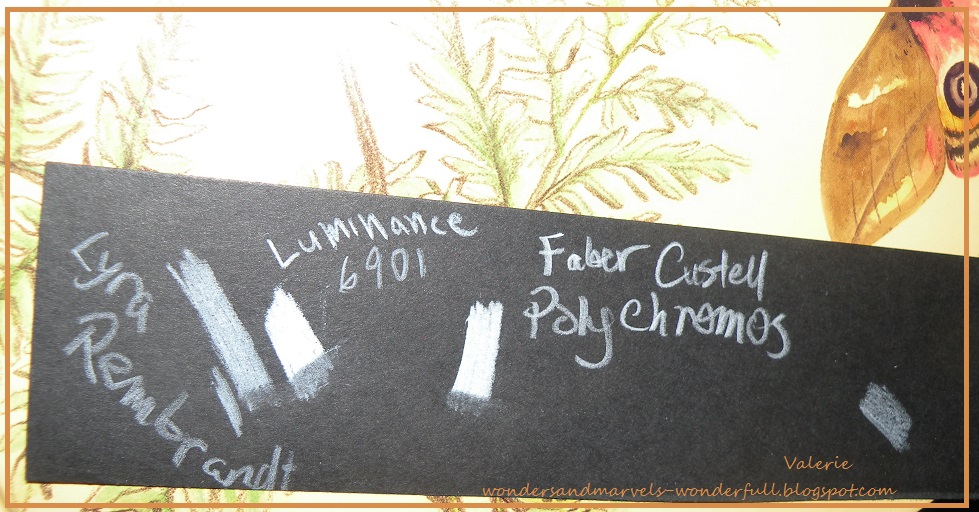 Lyra
Rembrandt
Luminance
6901
Faber Castell
Polychromos
Valerie
wondersandmarvels-wonderfull.blogspot.com